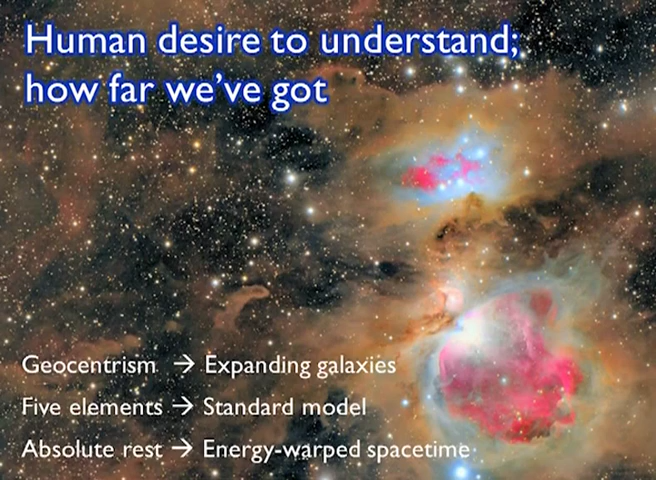 Human desire to understand;
how far we've got
Geocentrism → Expanding galaxies
Five elements → Standard model
Absolute rest → Energy-warped spacetime